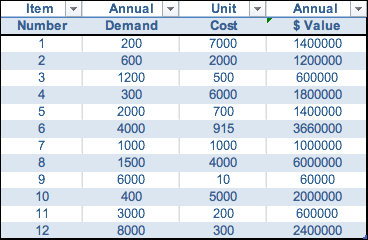 Item Annual Unit Annual
Number Demand Cost $ Value
1 200 7000 1400000
2 600 2000 1200000
3 1200 500 600000
4 300 6000 1800000
5 2000 700 1400000
6 4000 915 3660000
7 1000 1000 1000000
8 1500 4000 6000000
9 6000 10 60000
10 400 5000 2000000
11 3000 200 600000
12 8000 300 2400000